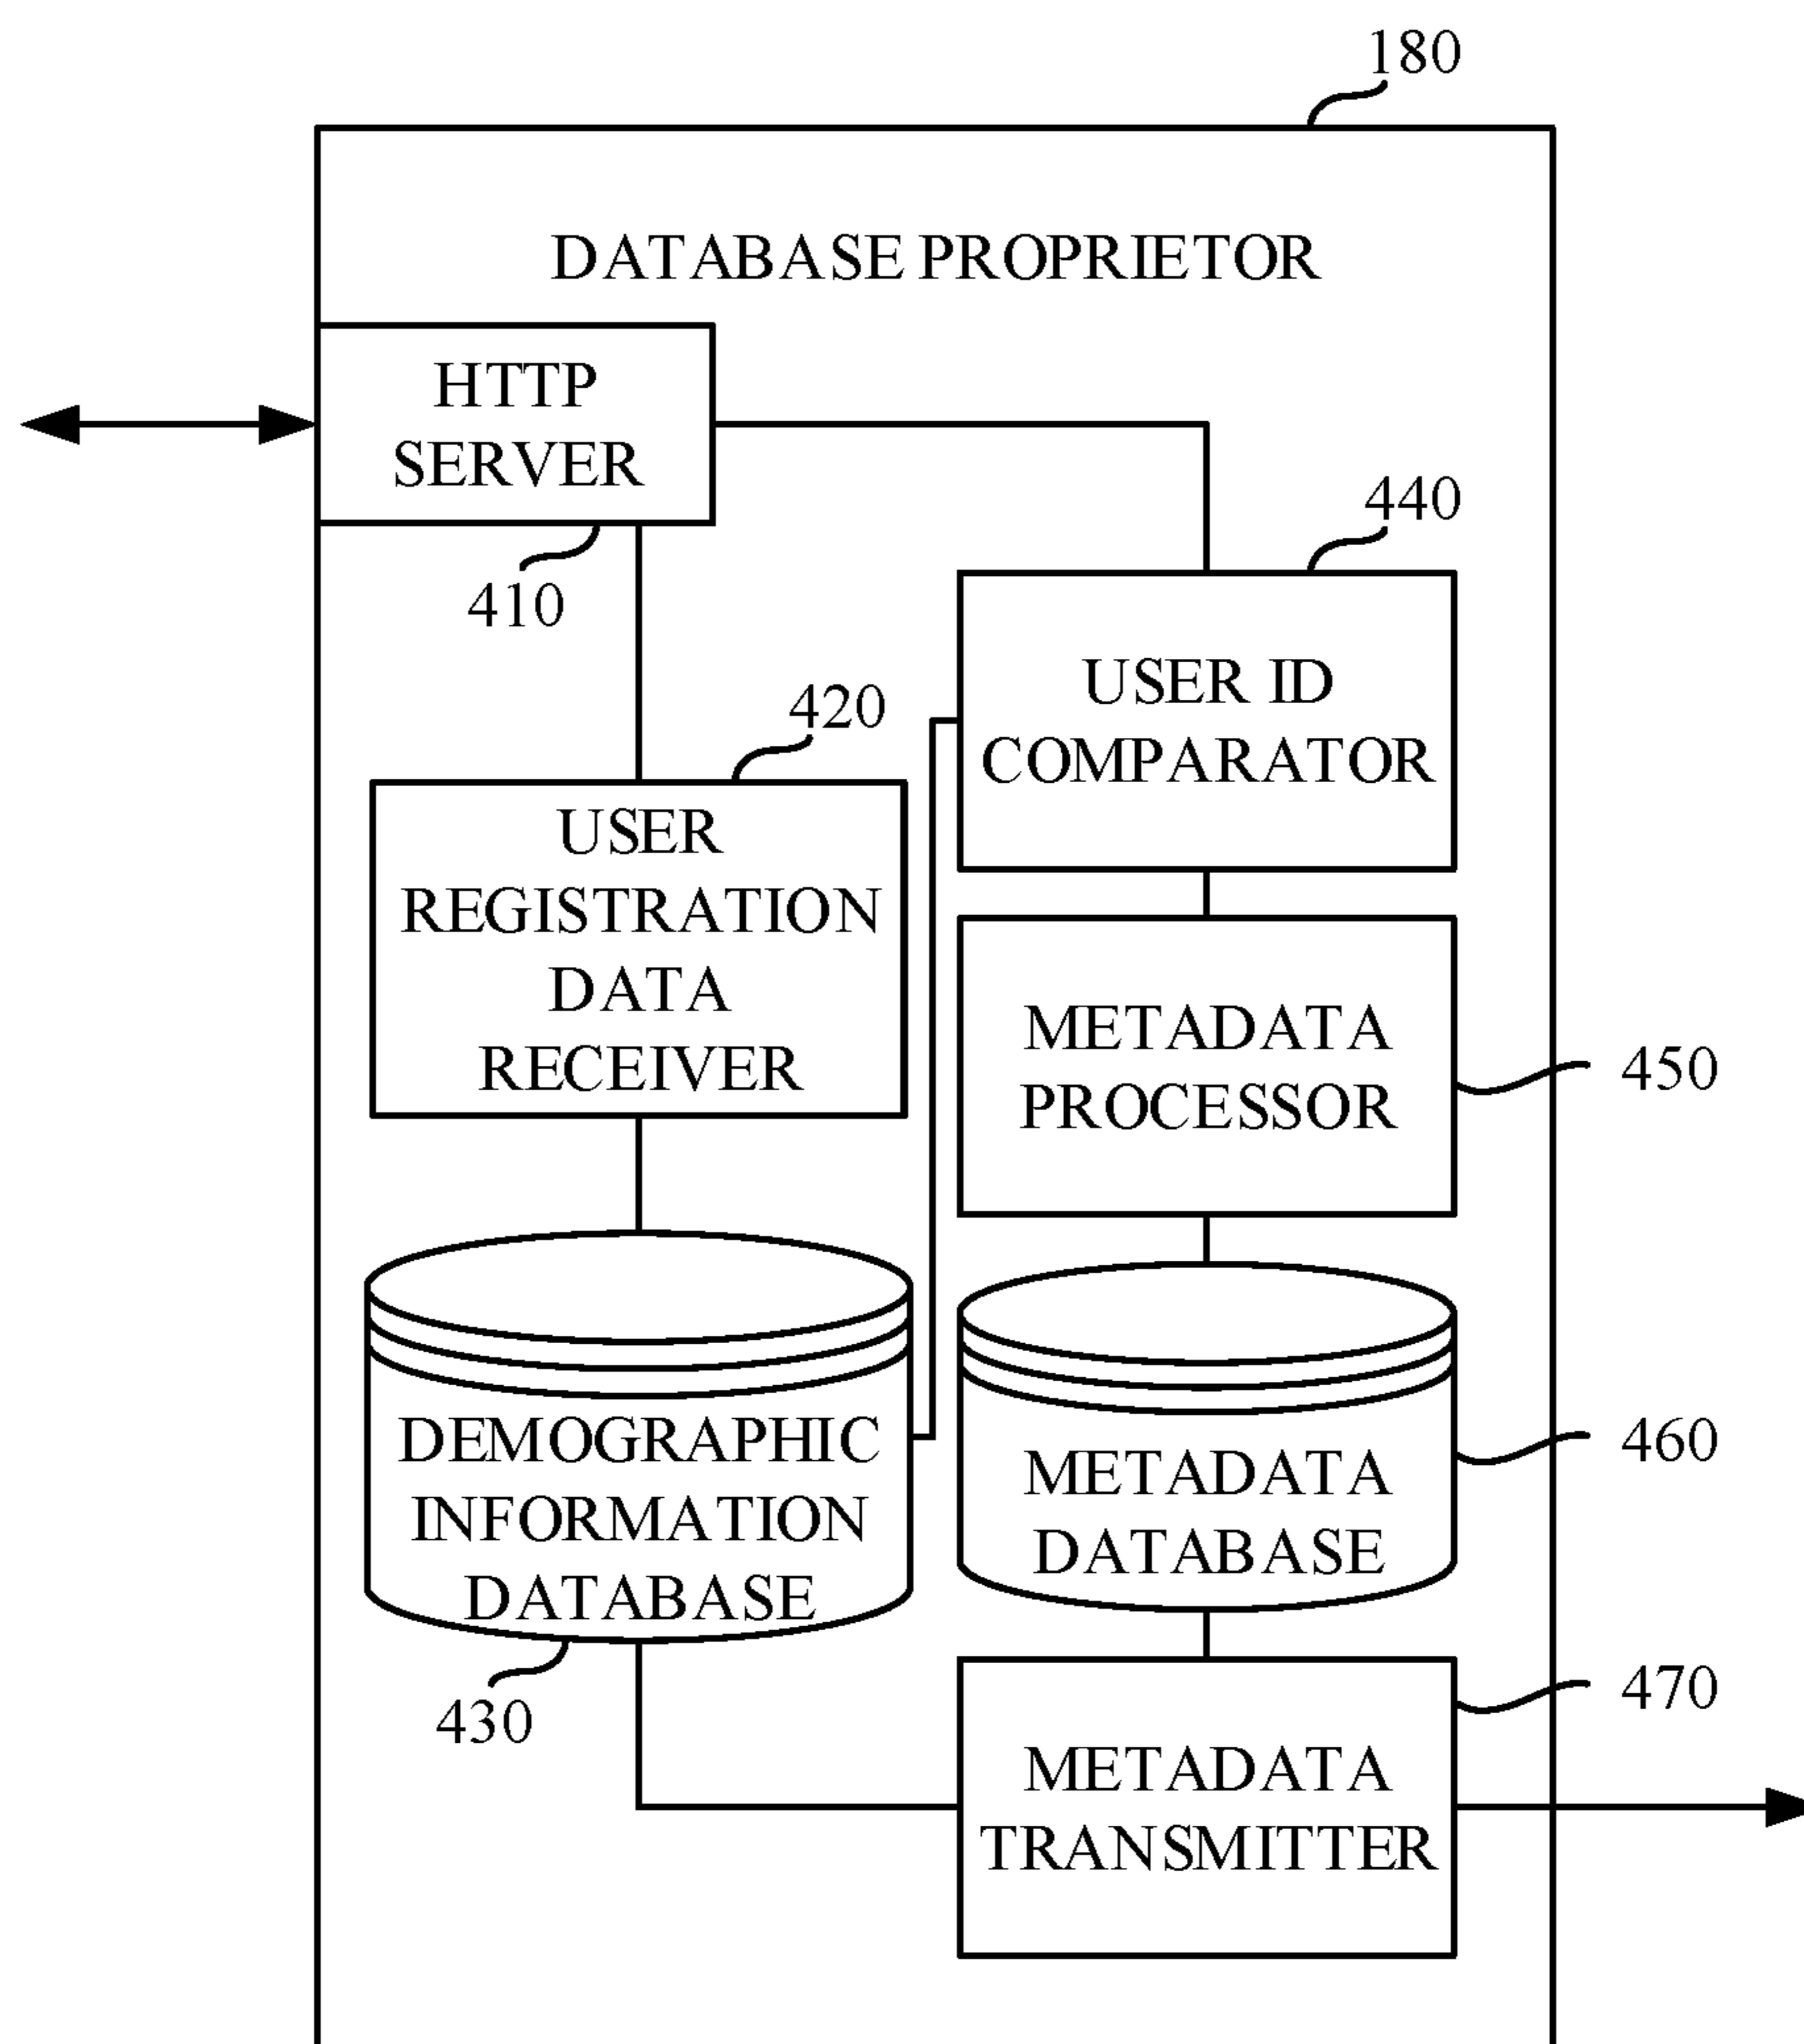 180
DATABASE PROPRIETOR
HTTP
SERVER
410
440
USER ID
COMPARATOR
420
USER
REGISTRATION
DATA
RECEIVER
METADATA
PROCESSOR
450
DEMOGRAPHIC
INFORMATION
DATABASE
430
METADATA
DATABASE
460
METADATA
TRANSMITTER
470